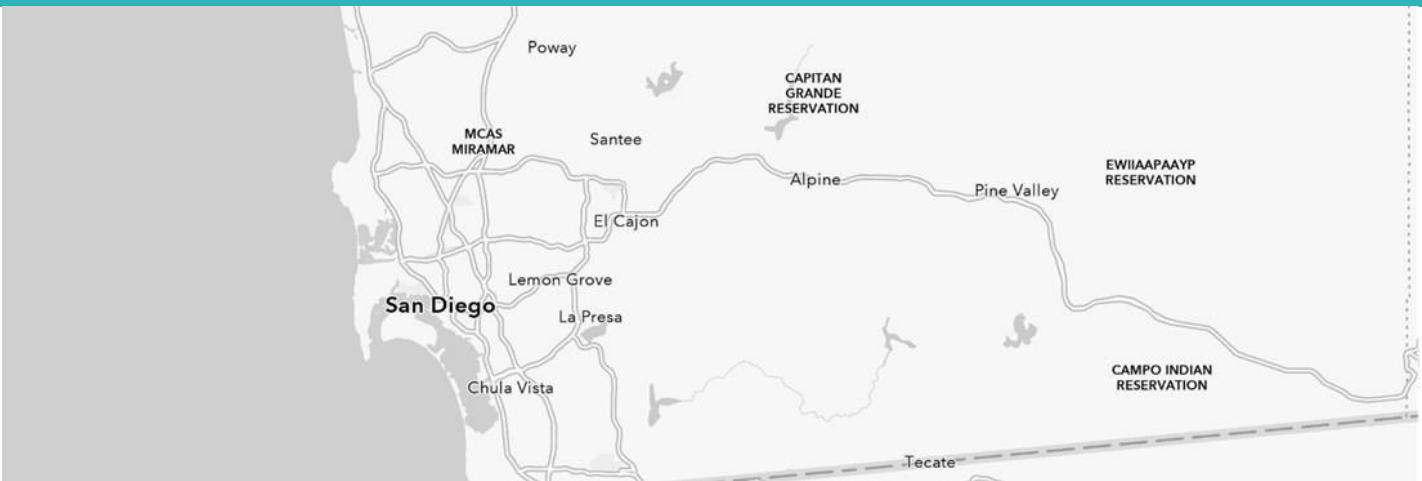 Poway
CAPITAN
GRANDE
RESERVATION
MCAS
MIRAMAR
Santee
EWIIAAPAAYP
RESERVATION
Alpine
Pine Valley
El Cajon
Lemon Grove
San Diego
La Presa
CAMPO INDIAN
RESERVATION
Chula Vista
Tecate